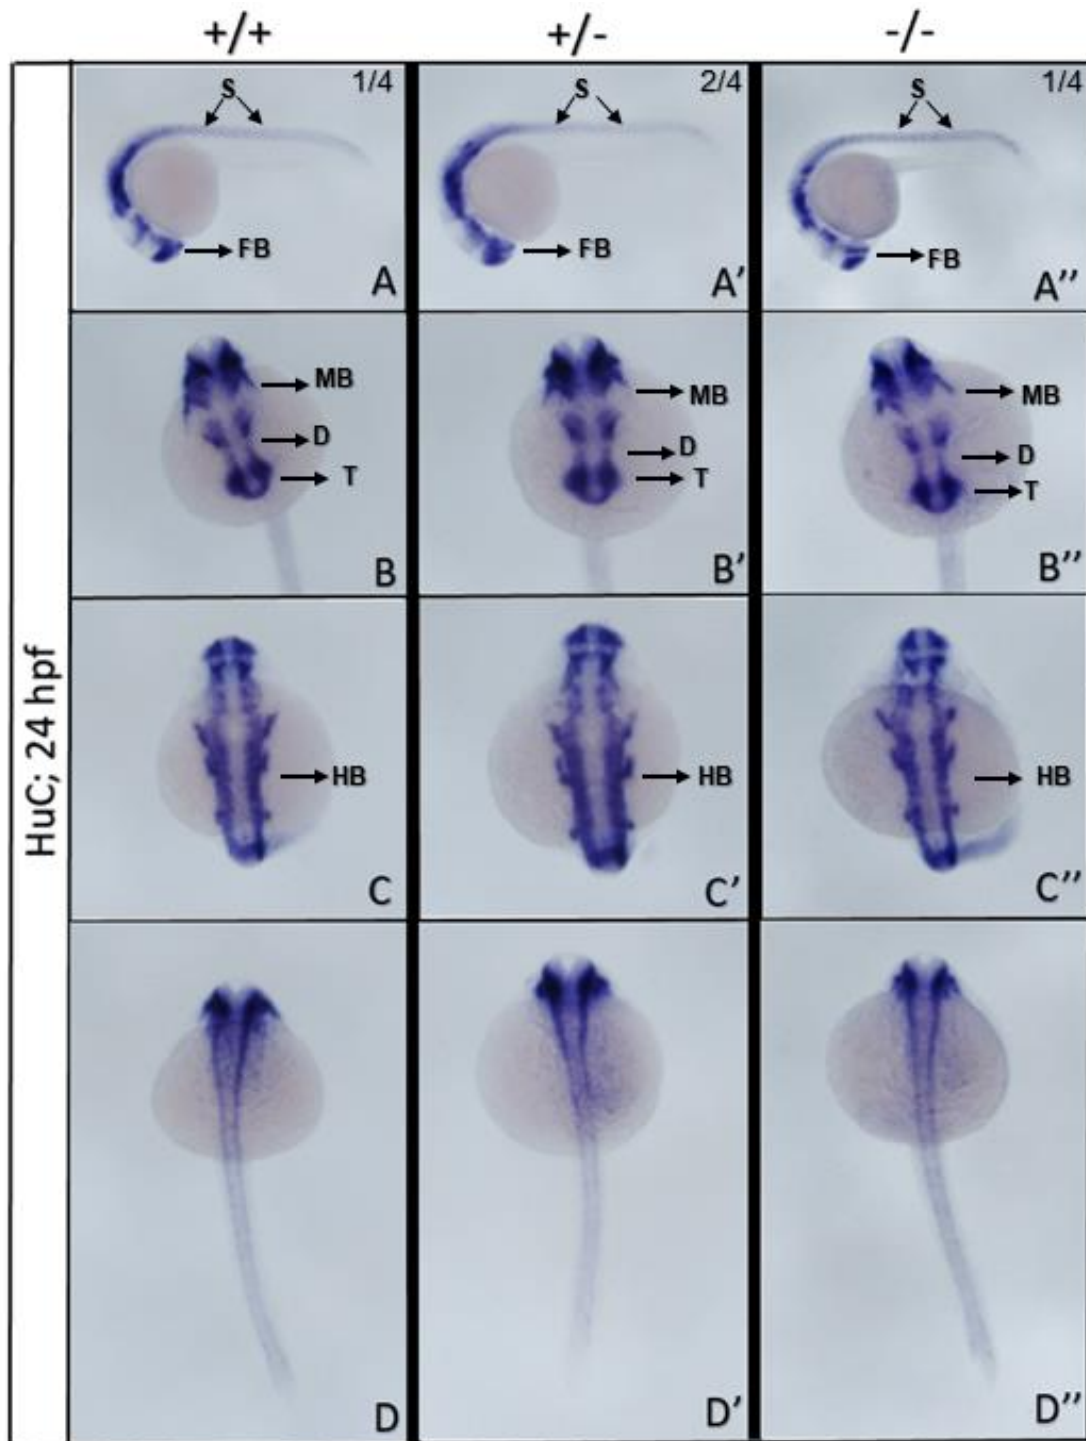 +/+ +/- -/-
HuC; 24 hpf
S 1/4
FB
A
S 2/4
FB
A'
S 1/4
FB
A''
MB
D
T
B
MB
D
T
B'
MB
D
T
B''
HB
C
HB
C'
HB
C''
D
D'
D''